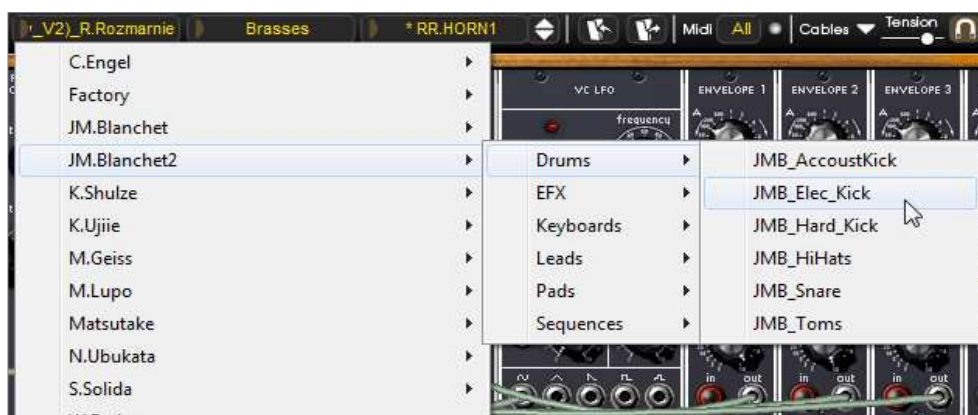 _V2)_R.Rozmarnie Brasses * RR.HORN1 Midi All Cables Tension
C.Engel
Factory
JM.Blanchet
JM.Blanchet2
K.Shulze
K.Ujiie
M.Geiss
M.Lupo
Matsutake
N.Ubukata
S.Solida
Drums
EFX
Keyboards
Leads
Pads
Sequences
JMB_AccoustKick
JMB_Elec_Kick
JMB_Hard_Kick
JMB_HiHats
JMB_Snare
JMB_Toms
VC LFO
frequency
ENVELOPE 1 ENVELOPE 2 ENVELOPE 3
in out in out in out